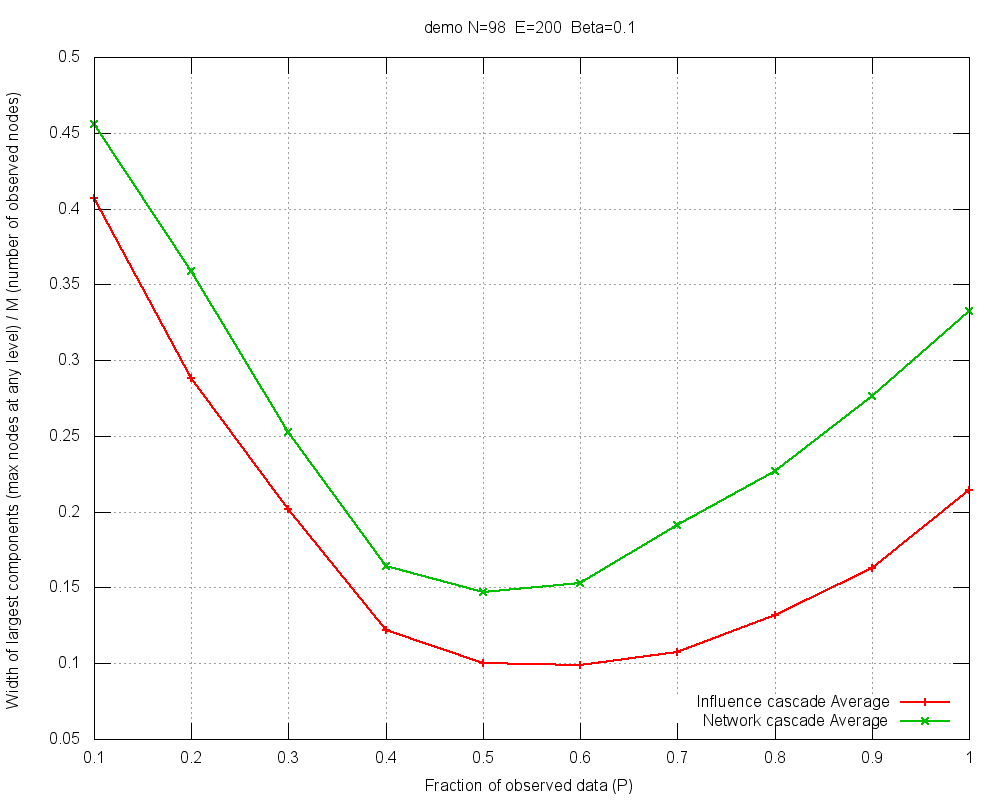 demo N=98 E=200 Beta=0.1
Width of largest components (max nodes at any level) / M (number of observed nodes)
0.5
0.45
0.4
0.35
0.3
0.25
0.2
0.15
0.1
0.05
Influence cascade Average
Network cascade Average
0.1 0.2 0.3 0.4 0.5 0.6 0.7 0.8 0.9 1
Fraction of observed data (P)